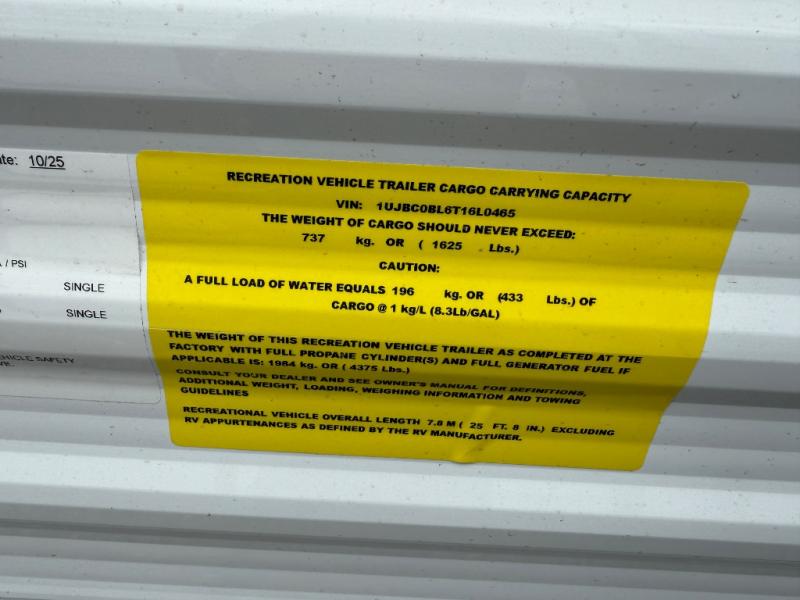 ate: 10/25
/ PSI
SINGLE
SINGLE
VEHICLE SAFETY
RECREATION VEHICLE TRAILER CARGO CARRYING CAPACITY
VIN: 1UJBC0BL6T16L0465
THE WEIGHT OF CARGO SHOULD NEVER EXCEED:
737 kg. OR ( 1625 Lbs.)
CAUTION:
A FULL LOAD OF WATER EQUALS 196 kg. OR (433 Lbs.) OF
CARGO @ 1 kg/L (8.3Lb/GAL)
THE WEIGHT OF THIS RECREATION VEHICLE TRAILER AS COMPLETED AT THE
FACTORY WITH FULL PROPANE CYLINDER(S) AND FULL GENERATOR FUEL IF
APPLICABLE IS: 1984 kg. OR ( 4375 Lbs.)
CONSULT YOUR DEALER AND SEE OWNER'S MANUAL FOR DEFINITIONS,
ADDITIONAL WEIGHT, LOADING, WEIGHING INFORMATION AND TOWING
GUIDELINES
RECREATIONAL VEHICLE OVERALL LENGTH 7.8 M ( 25 FT. 8 IN.) EXCLUDING
RV APPURTENANCES AS DEFINED BY THE RV MANUFACTURER.